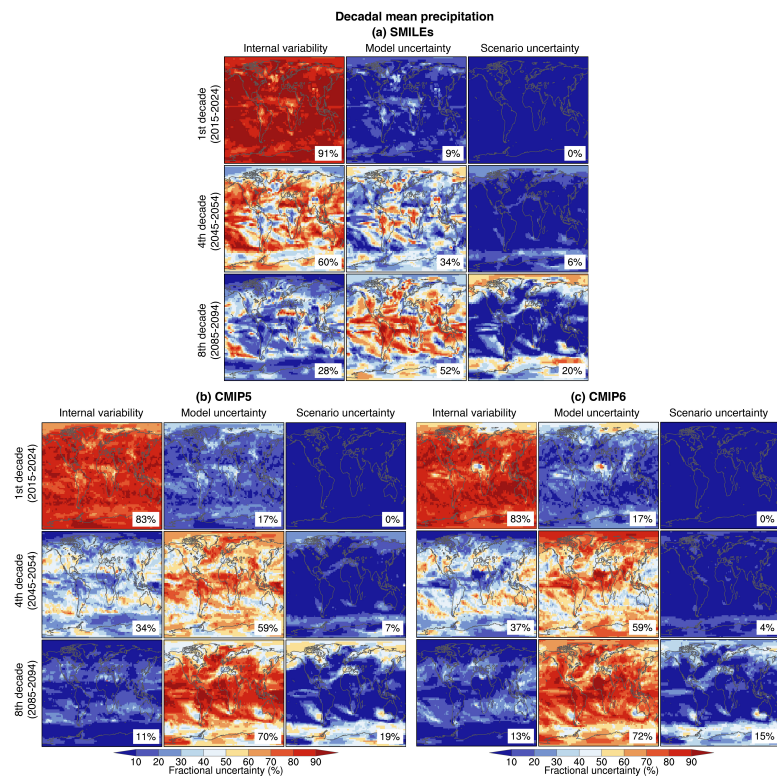 Decadal mean precipitation
(a) SMILEs
Internal variability Model uncertainty Scenario uncertainty
1st decade
(2015-2024)
91% 9% 0%
4th decade
(2045-2054)
60% 34% 6%
8th decade
(2085-2094)
28% 52% 20%
(b) CMIP5
Internal variability Model uncertainty Scenario uncertainty
1st decade
(2015-2024)
83% 17% 0%
4th decade
(2045-2054)
34% 59% 7%
8th decade
(2085-2094)
11% 70% 19%
10 20 30 40 50 60 70 80 90
Fractional uncertainty (%)
(c) CMIP6
Internal variability Model uncertainty Scenario uncertainty
83% 17% 0%
37% 59% 4%
13% 72% 15%
10 20 30 40 50 60 70 80 90
Fractional uncertainty (%)